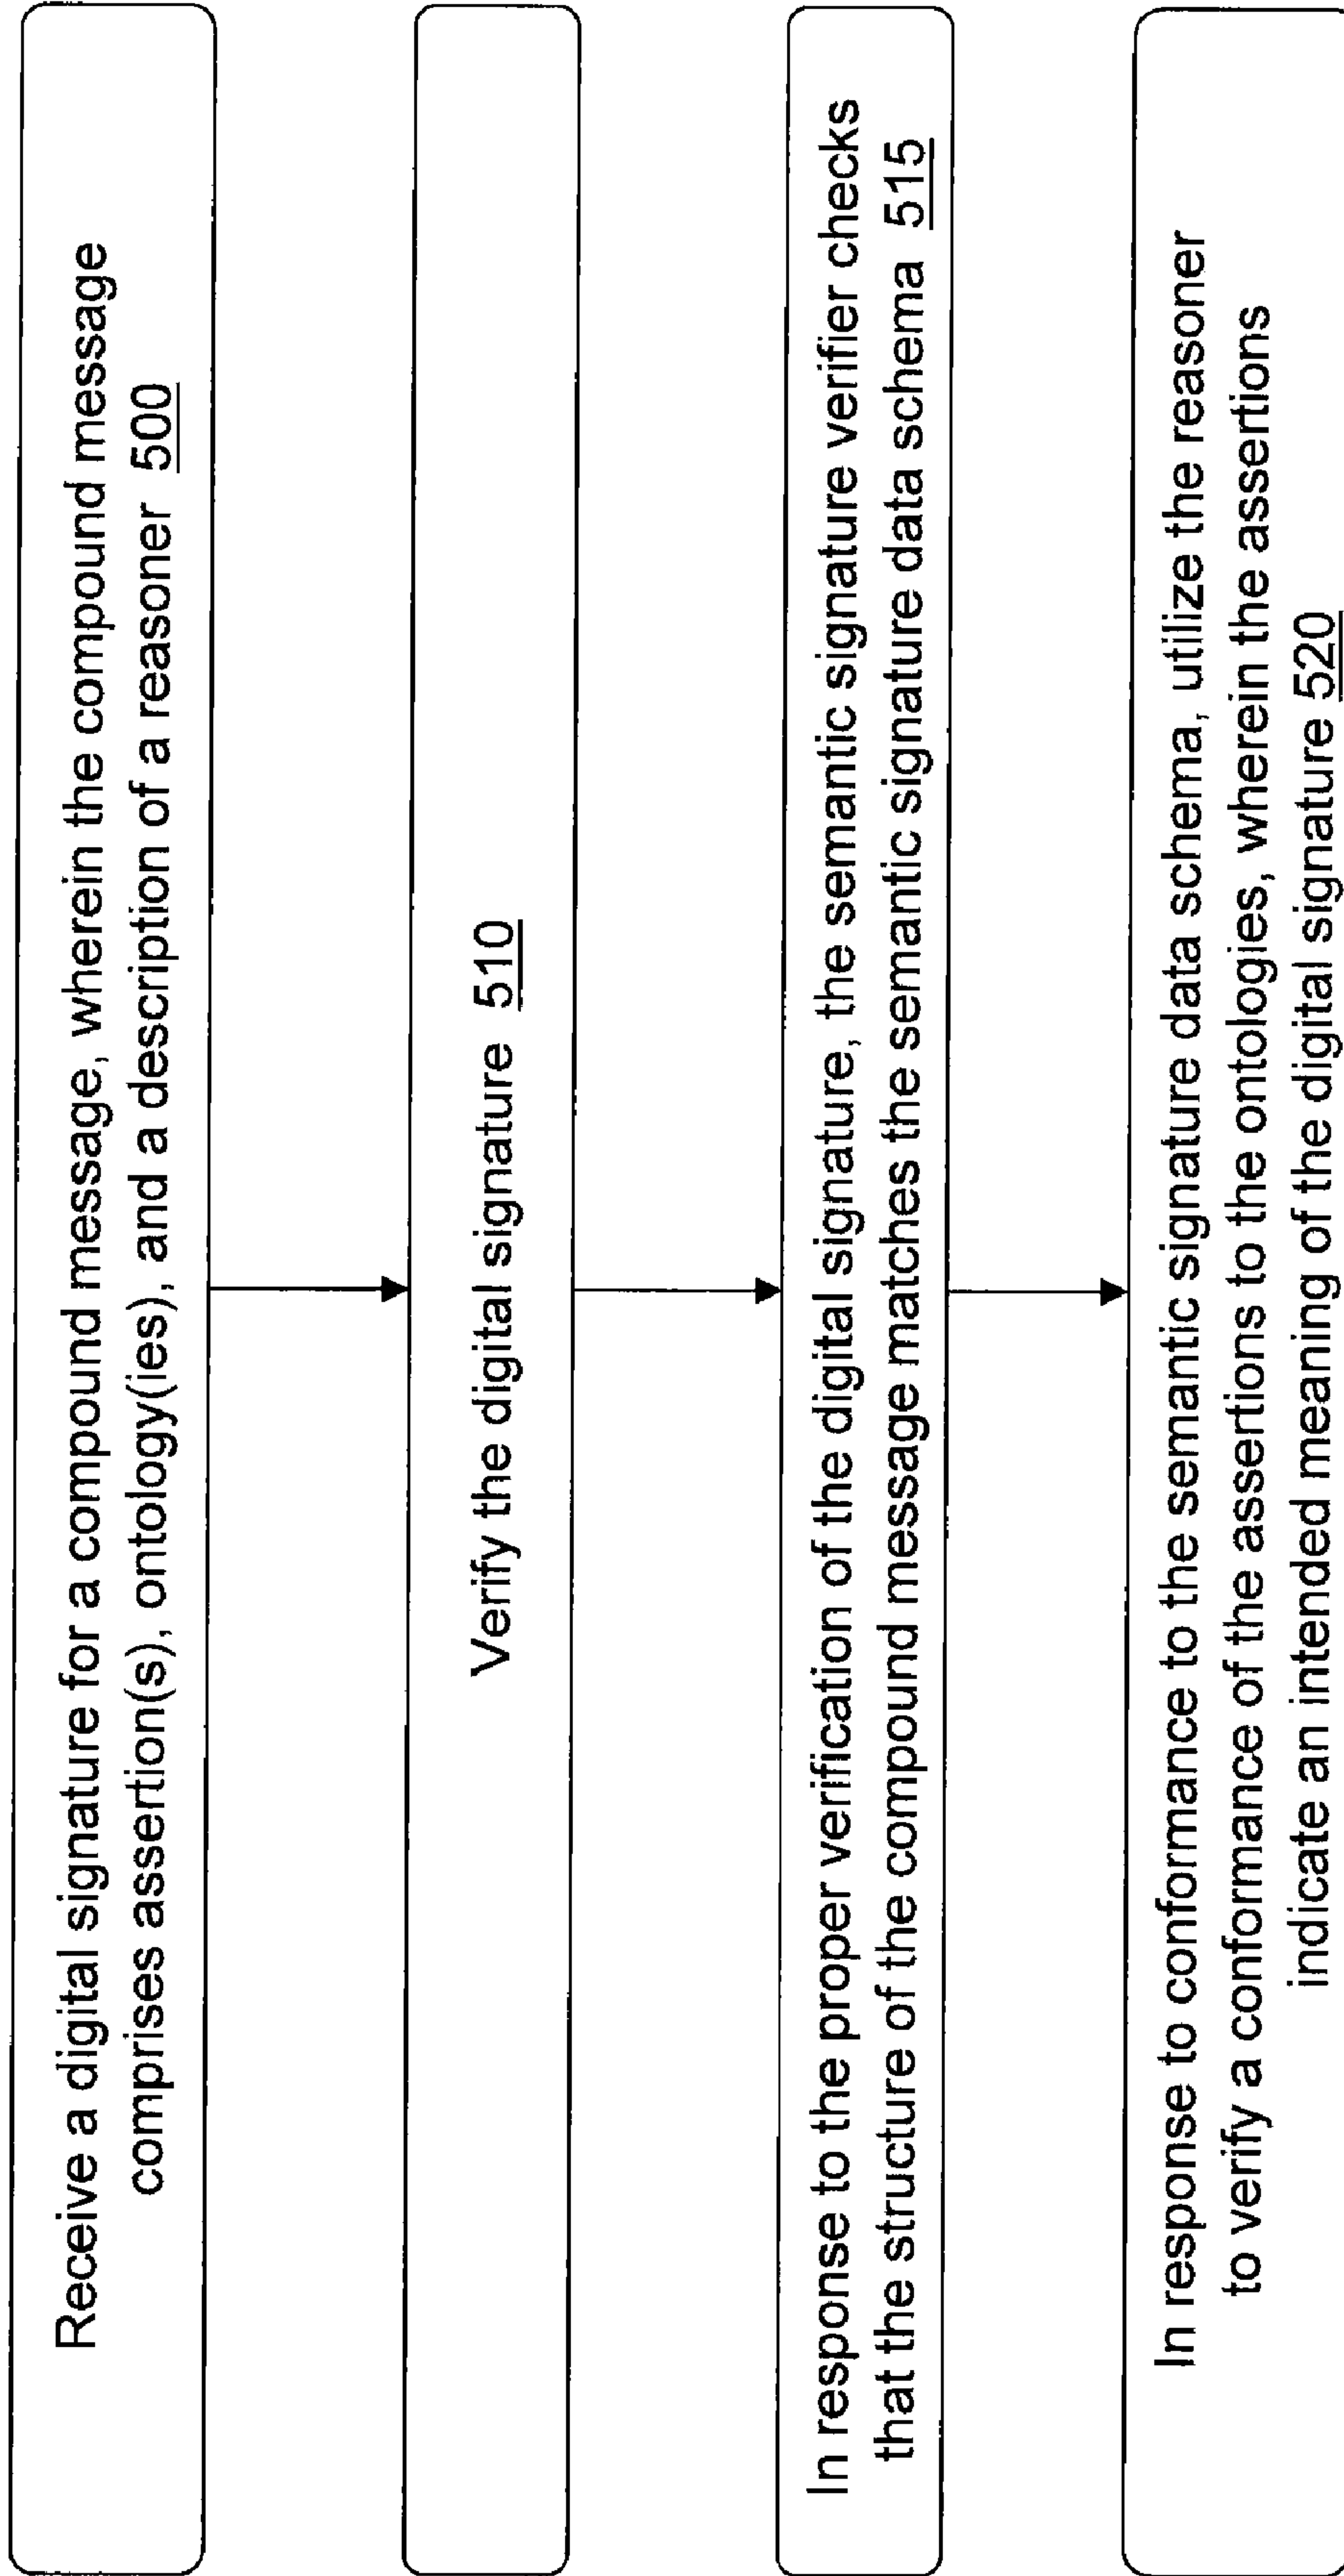 Receive a digital signature for a compound message, wherein the compound message
comprises assertion(s), ontology(ies), and a description of a reasoner 500
Verify the digital signature 510
In response to the proper verification of the digital signature, the semantic signature verifier checks
that the structure of the compound message matches the semantic signature data schema 515
In response to conformance to the semantic signature data schema, utilize the reasoner
to verify a conformance of the assertions to the ontologies, wherein the assertions
indicate an intended meaning of the digital signature 520